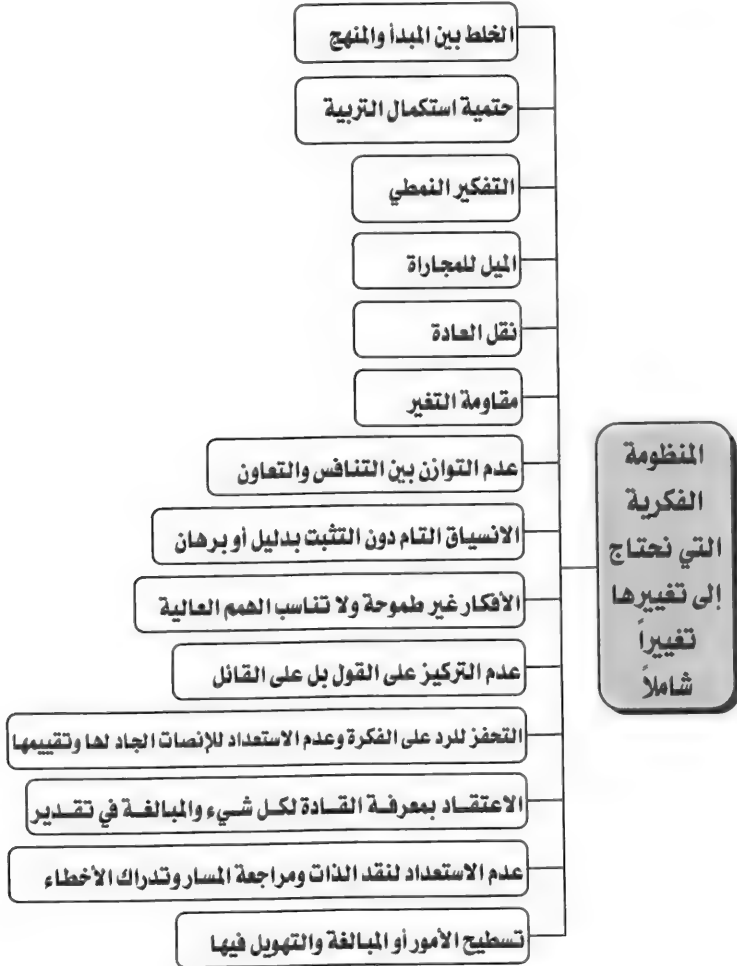 الخلط بين المبدأ والمنهج
حتمية استكمال التربية
التفكير النمطي
الميل للمجاراة
نقل العادة
مقاومة التغير
عدم التوازن بين التنافس والتعاون
الانسياق التام دون التثبت بدليل أو برهان
الأفكار غير طموحة ولا تناسب الهمم العالية
عدم التركيز على القول بل على القائل
التحفز للرد على الفكرة وعدم الاستعداد للإنصات الجاد لها وتقييمها
الاعتقاد بمعرفة القادة لكل شيء والمبالغة في تقدير
عدم الاستعداد لنقد الذات ومراجعة المسار وتدراك الأخطاء
تسطيح الأمور أو المبالغة والتهويل فيها
المنظومة
الفكرية
التي نحتاج
إلى تغييرها
تغييراً
شاملاً